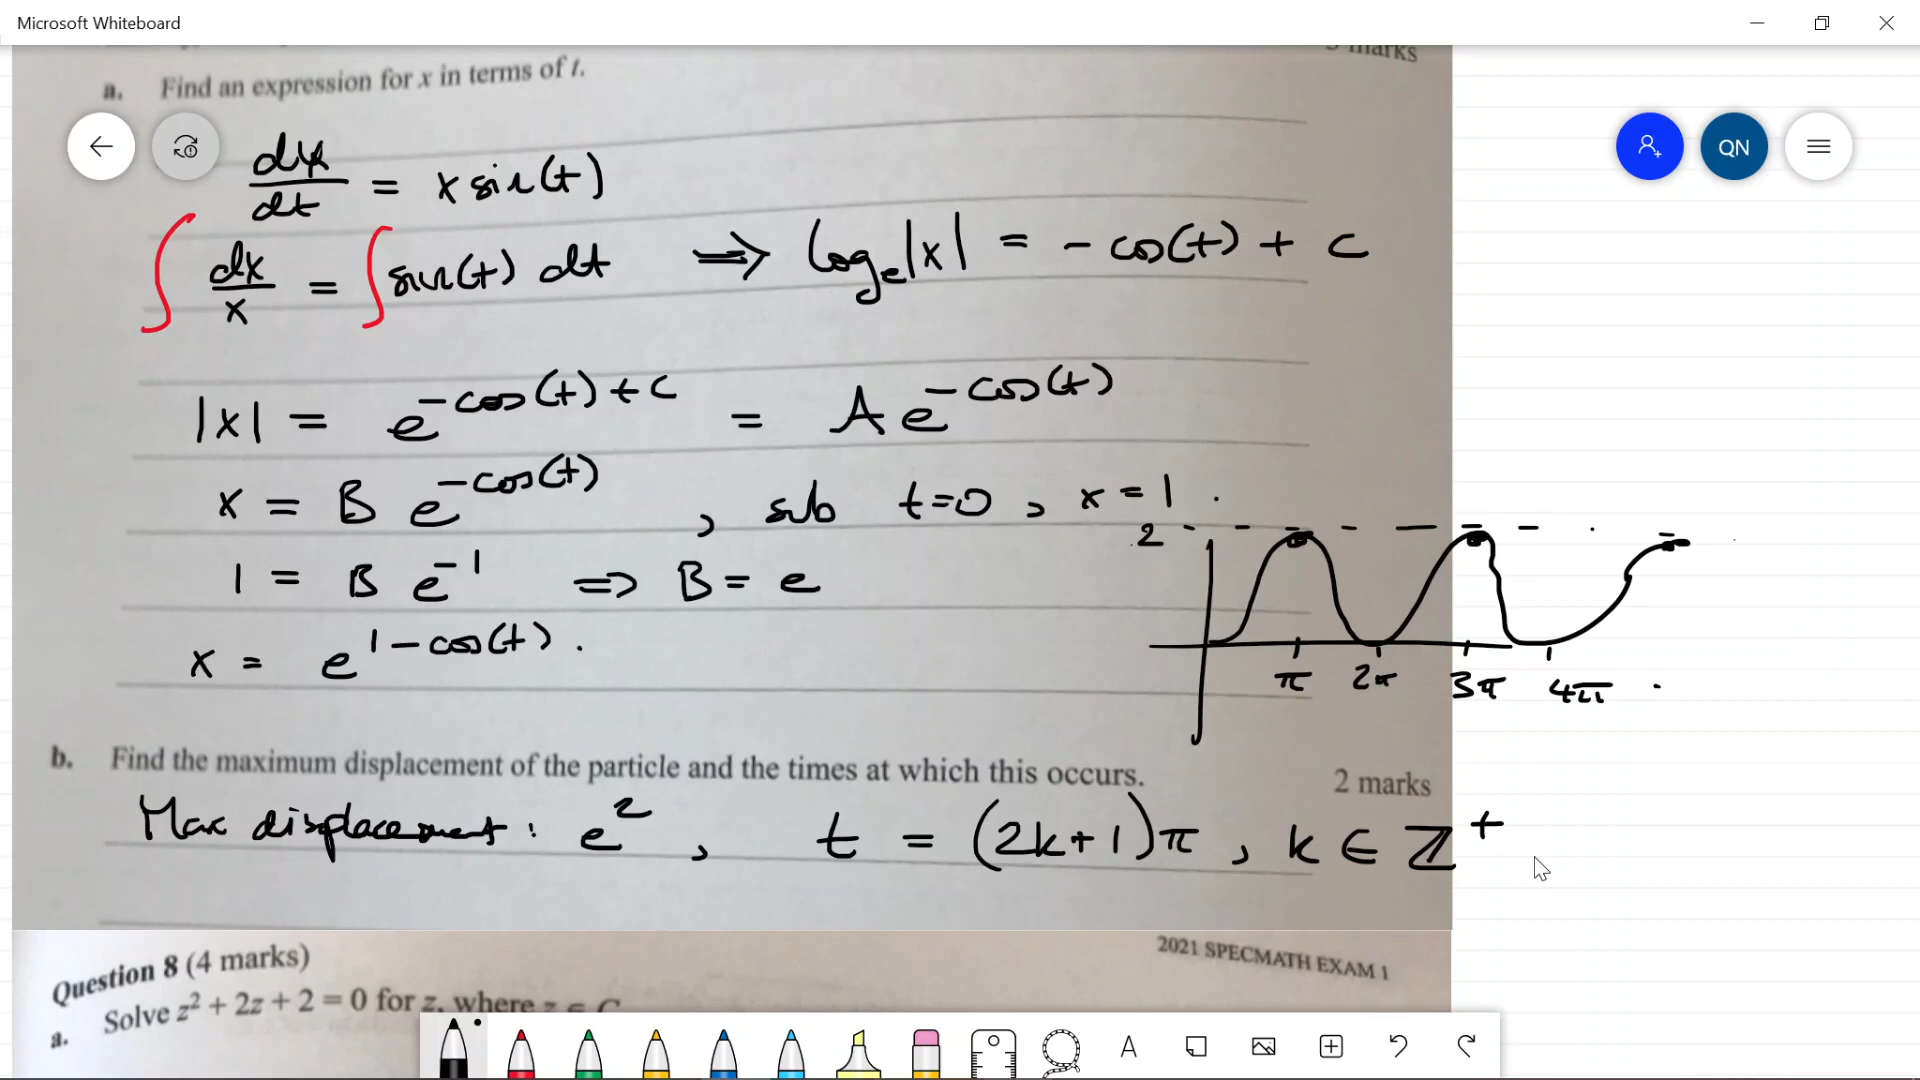 Microsoft Whiteboard
marks
a. Find an expression for x in terms of t.
dx/dt = x sin(t)
∫ dx/x = ∫ sin(t) dt ⟹ logₑ|x| = - cos(t) + c
|x| = e^(-cos(t)+c) = A e^(-cos(t))
x = B e^(-cos(t)) , sub t=0, x=1.
1 = B e^(-1) ⟹ B = e
x = e^(1-cos(t)).
2
π 2π 3π 4π
b. Find the maximum displacement of the particle and the times at which this occurs. 2 marks
Max displacement: e², t = (2k+1)π, k ∈ ℤ⁺
QN
2021 SPECMATH EXAM 1
Question 8 (4 marks)
a. Solve z² + 2z + 2 = 0 for z, where z ∈ C
A